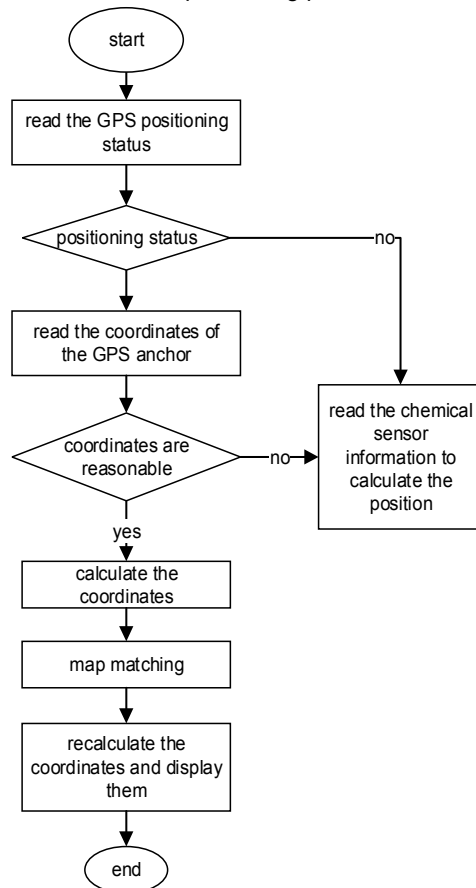 start
read the GPS positioning
status
positioning status
no
read the coordinates of
the GPS anchor
coordinates are
reasonable
no
read the chemical
sensor
information to
calculate the
position
yes
calculate the
coordinates
map matching
recalculate the
coordinates and display
them
end